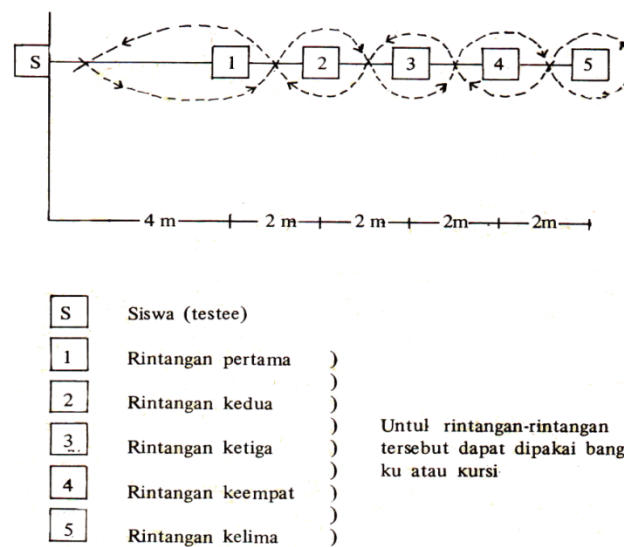 S 1 2 3 4 5
4 m 2 m 2 m 2m 2m
S Siswa (testee)
1 Rintangan pertama )
)
2 Rintangan kedua )
)
3 Rintangan ketiga )
)
4 Rintangan keempat )
)
5 Rintangan kelima )
Untul rintangan-rintangan
tersebut dapat dipakai bang
ku atau kursi